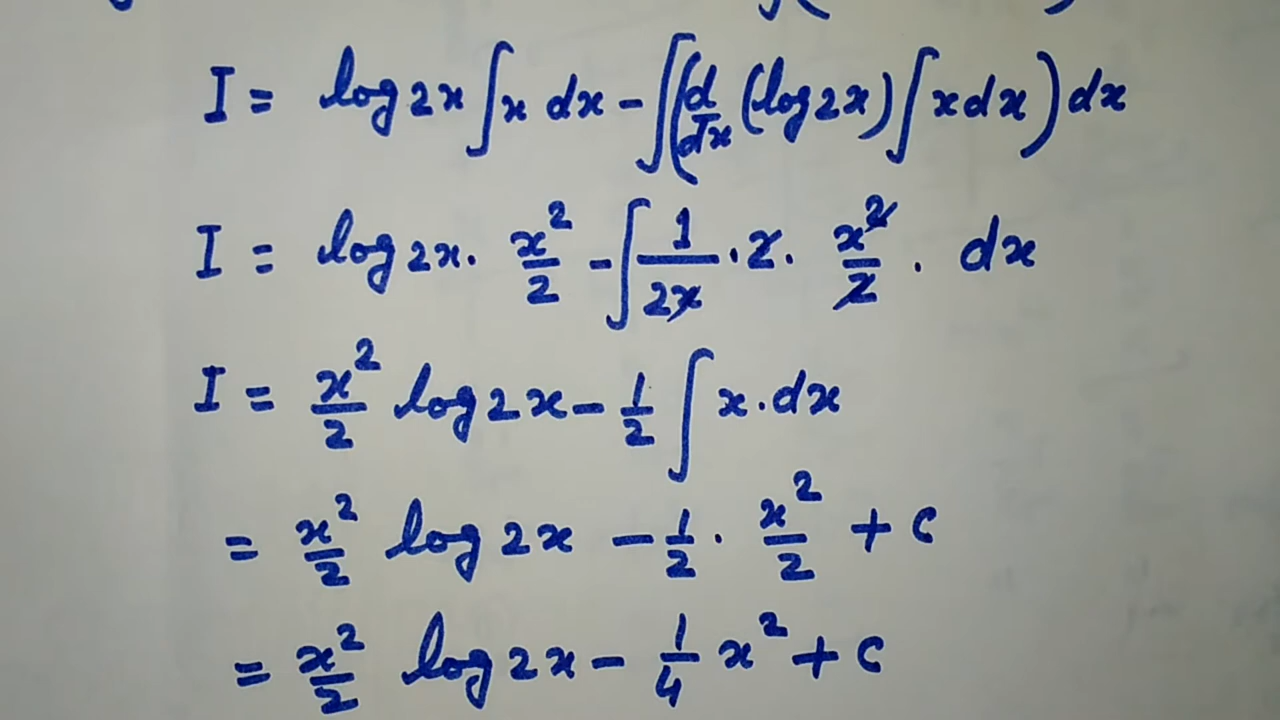 I = log 2x ∫ x dx - ∫ (d/dx (log 2x) ∫ x dx) dx
I = log 2x · x²/2 - ∫ 1/2x · 2 · x²/2 · dx
I = x²/2 log 2x - 1/2 ∫ x · dx
= x²/2 log 2x - 1/2 · x²/2 + c
= x²/2 log 2x - 1/4 x² + c